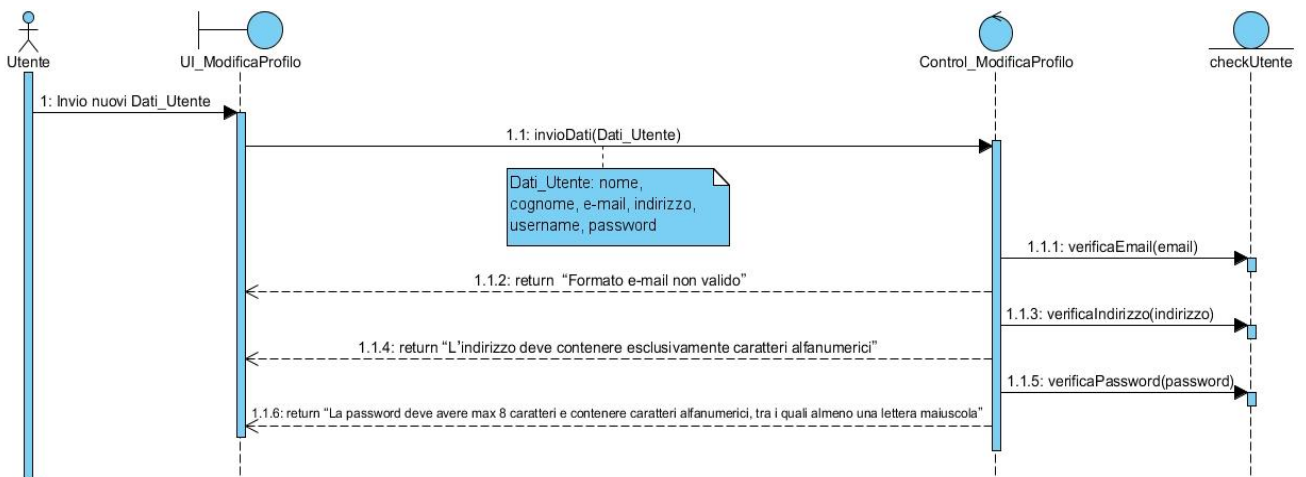 Utente
UI_ModificaProfilo
Control_ModificaProfilo
checkUtente
1: Invio nuovi Dati_Utente
1.1: invioDati(Dati_Utente)
Dati_Utente: nome,
cognome, e-mail, indirizzo,
username, password
1.1.1: verificaEmail(email)
1.1.2: return “Formato e-mail non valido”
1.1.3: verificaIndirizzo(indirizzo)
1.1.4: return “L’indirizzo deve contenere esclusivamente caratteri alfanumerici”
1.1.5: verificaPassword(password)
1.1.6: return “La password deve avere max 8 caratteri e contenere caratteri alfanumerici, tra i quali almeno una lettera maiuscola”